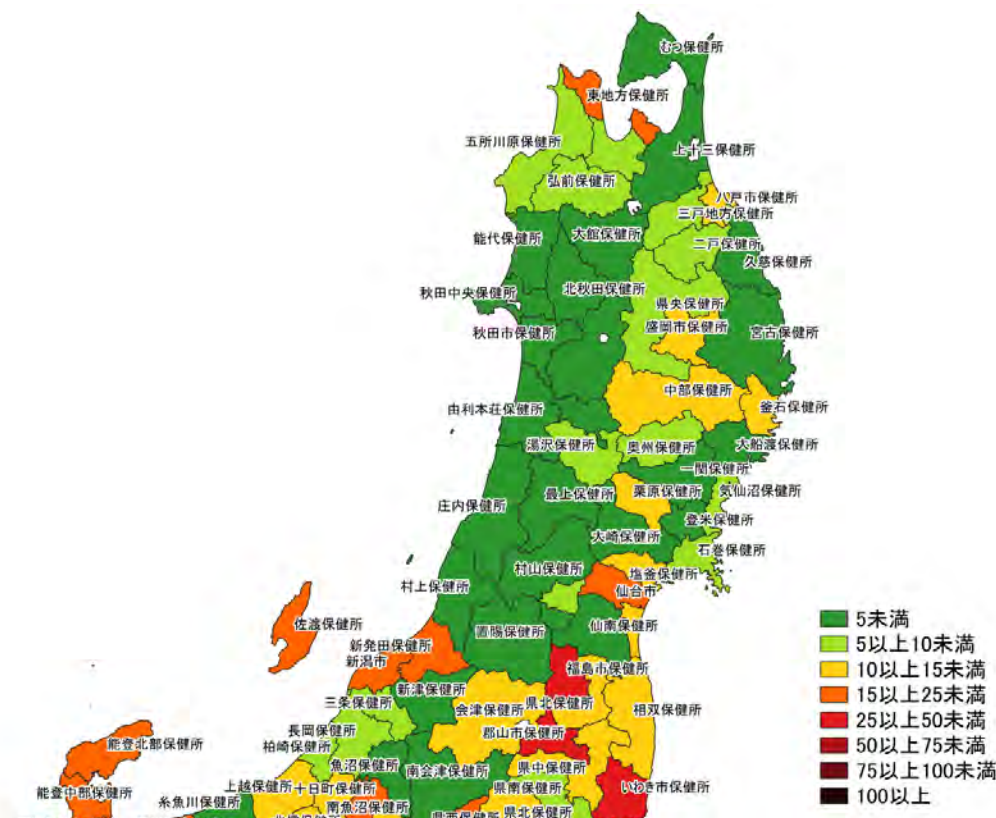 むつ保健所
東地方保健所
五所川原保健所
上十三保健所
弘前保健所
八戸市保健所
三戸地方保健所
能代保健所
大館保健所
二戸保健所
久慈保健所
秋田中央保健所
北秋田保健所
県央保健所
秋田市保健所
盛岡市保健所
宮古保健所
中部保健所
由利本荘保健所
釜石保健所
湯沢保健所
奥州保健所
大船渡保健所
一関保健所
最上保健所
栗原保健所
気仙沼保健所
庄内保健所
登米保健所
大崎保健所
石巻保健所
村山保健所
塩釜保健所
村上保健所
仙台市
佐渡保健所
置賜保健所
仙南保健所
新発田保健所
新潟市
福島市保健所
新津保健所
三条保健所
会津保健所
県北保健所
相双保健所
長岡保健所
郡山市保健所
柏崎保健所
能登北部保健所
魚沼保健所
南会津保健所
県中保健所
上越保健所
十日町保健所
県南保健所
いわき市保健所
能登中部保健所
糸魚川保健所
南魚沼保健所
県北保健所
5未満
5以上10未満
10以上15未満
15以上25未満
25以上50未満
50以上75未満
75以上100未満
100以上